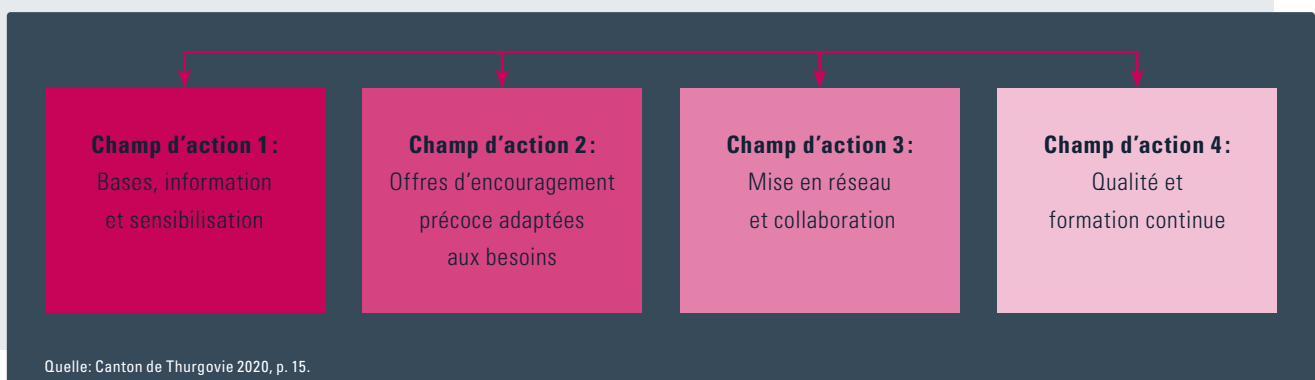 Champ d’action 1 :
Bases, information
et sensibilisation
Champ d’action 2 :
Offres d’encouragement
précoce adaptées
aux besoins
Champ d’action 3 :
Mise en réseau
et collaboration
Champ d’action 4 :
Qualité et
formation continue
Quelle: Canton de Thurgovie 2020, p. 15.